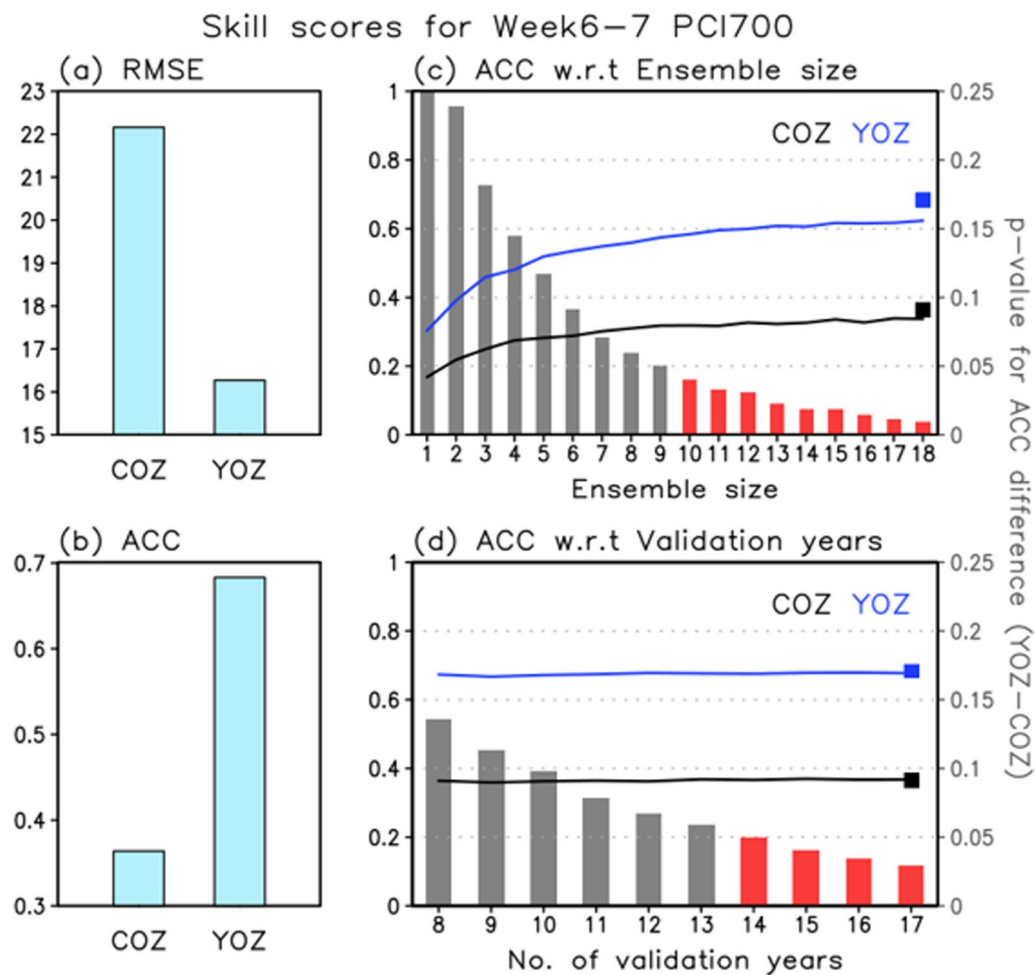 Skill scores for Week6-7 PCI700
(a) RMSE
23
22
21
20
19
18
17
16
15
COZ YOZ
(c) ACC w.r.t Ensemble size
COZ YOZ
1
0.8
0.6
0.4
0.2
0
0.25
0.2
0.15
0.1
0.05
0
1 2 3 4 5 6 7 8 9 10 11 12 13 14 15 16 17 18
Ensemble size
(b) ACC
0.7
0.6
0.5
0.4
0.3
COZ YOZ
(d) ACC w.r.t Validation years
COZ YOZ
1
0.8
0.6
0.4
0.2
0
0.25
0.2
0.15
0.1
0.05
0
8 9 10 11 12 13 14 15 16 17
No. of validation years
p-value for ACC difference (YOZ-COZ)